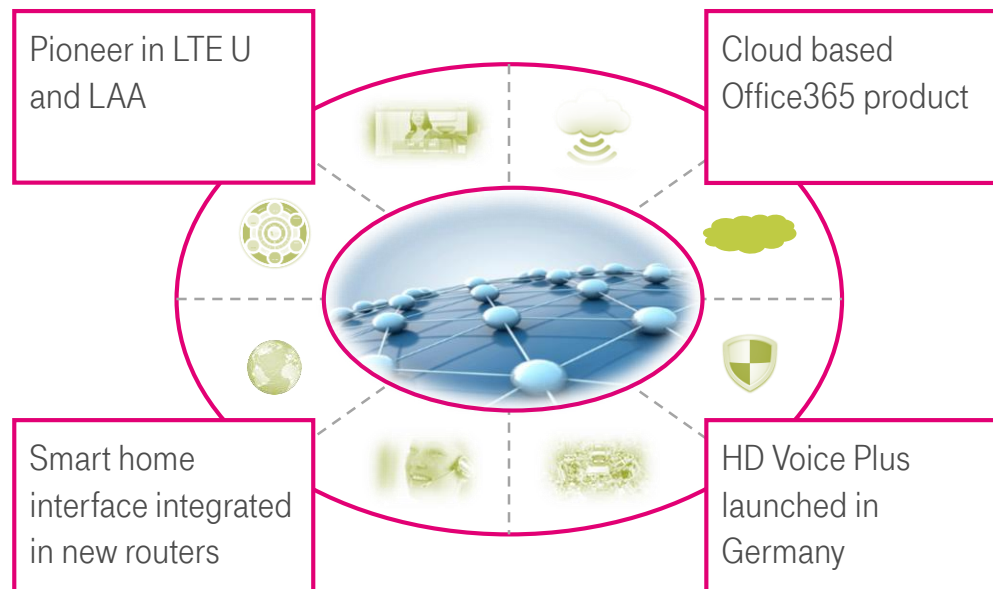 Pioneer in LTE U
and LAA
Cloud based
Office365 product
Smart home
interface integrated
in new routers
HD Voice Plus
launched in
Germany